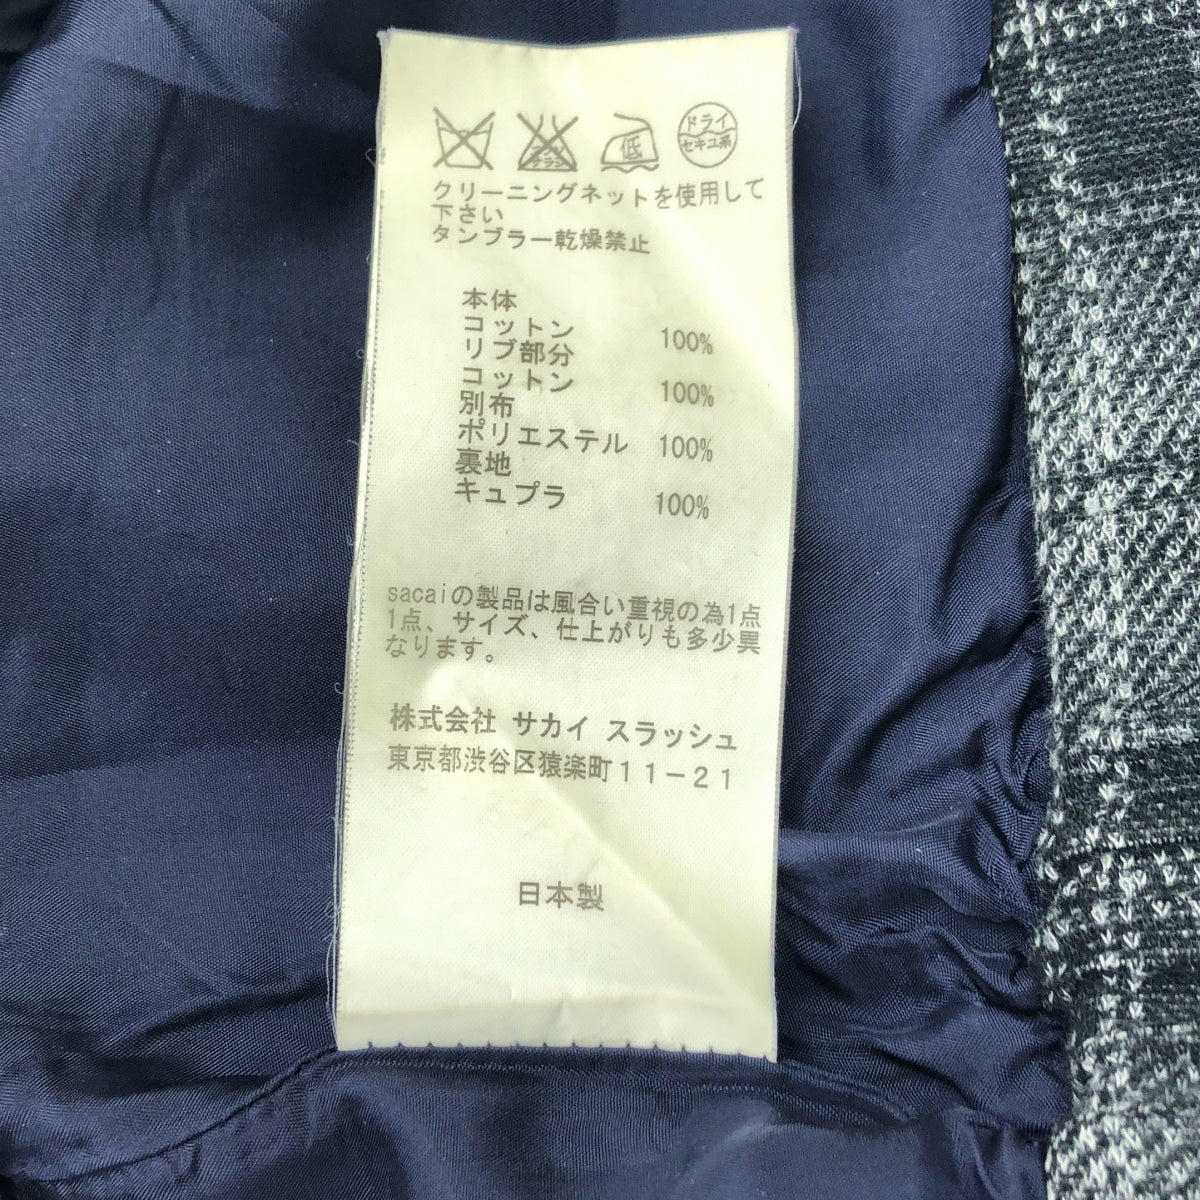 低
ドライ
セキユ系
クリーニングネットを使用して
下さい
タンブラー乾燥禁止
本体
コットン 100%
リブ部分
コットン 100%
別布
ポリエステル 100%
裏地
キュプラ 100%
sacaiの製品は風合い重視の為1点
1点、サイズ、仕上がりも多少異
なります。
株式会社 サカイ スラッシュ
東京都渋谷区猿楽町11-21
日本製